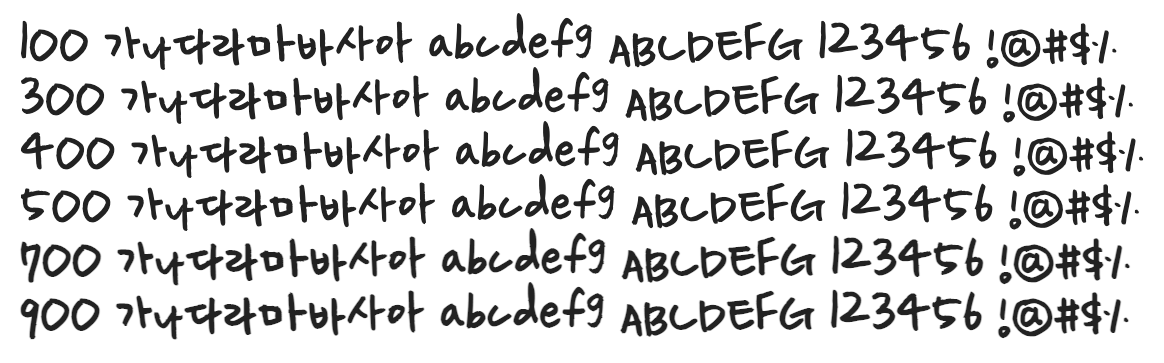 100 가나다라마바사아 abcdefg ABCDEFG 123456 !@#$%
300 가나다라마바사아 abcdefg ABCDEFG 123456 !@#$%
400 가나다라마바사아 abcdefg ABCDEFG 123456 !@#$%
500 가나다라마바사아 abcdefg ABCDEFG 123456 !@#$%
700 가나다라마바사아 abcdefg ABCDEFG 123456 !@#$%
900 가나다라마바사아 abcdefg ABCDEFG 123456 !@#$%